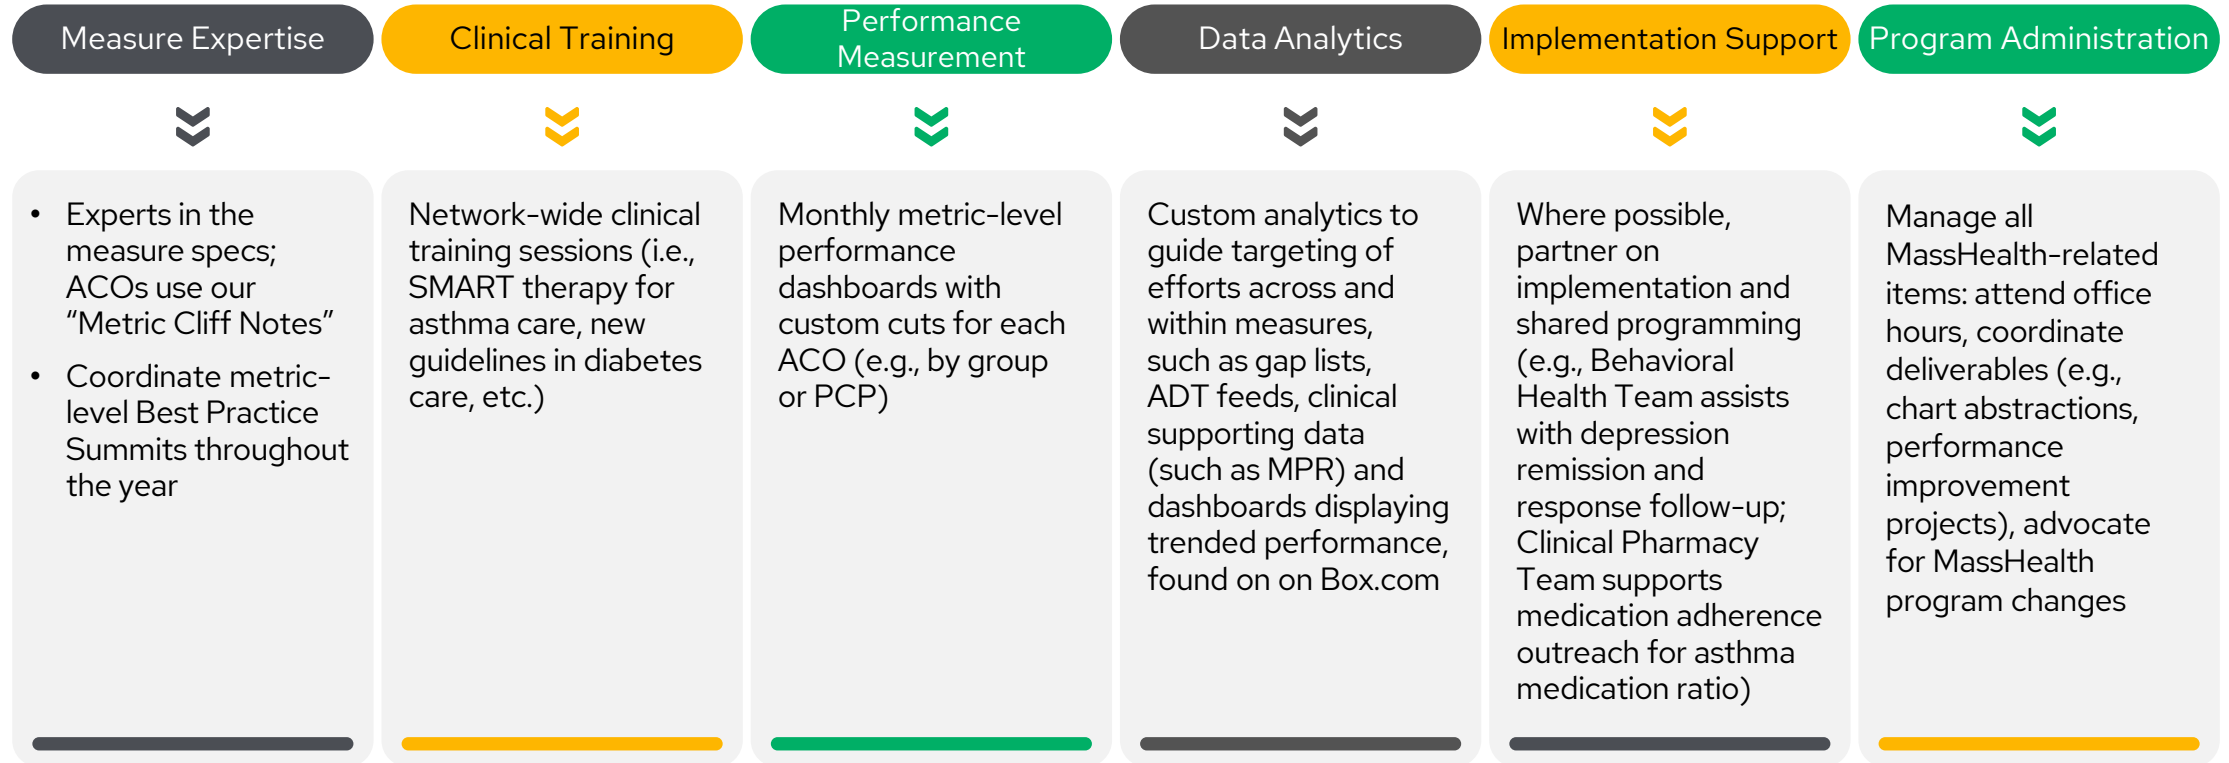 Measure Expertise
Clinical Training
Performance
Measurement
Data Analytics
Implementation Support
Program Administration
• Experts in the
measure specs;
ACOs use our
“Metric Cliff Notes”
• Coordinate metric-
level Best Practice
Summits throughout
the year
Network-wide clinical
training sessions (i.e.,
SMART therapy for
asthma care, new
guidelines in diabetes
care, etc.)
Monthly metric-level
performance
dashboards with
custom cuts for each
ACO (e.g., by group
or PCP)
Custom analytics to
guide targeting of
efforts across and
within measures,
such as gap lists,
ADT feeds, clinical
supporting data
(such as MPR) and
dashboards displaying
trended performance,
found on on Box.com
Where possible,
partner on
implementation and
shared programming
(e.g., Behavioral
Health Team assists
with depression
remission and
response follow-up;
Clinical Pharmacy
Team supports
medication adherence
outreach for asthma
medication ratio)
Manage all
MassHealth-related
items: attend office
hours, coordinate
deliverables (e.g.,
chart abstractions,
performance
improvement
projects), advocate
for MassHealth
program changes